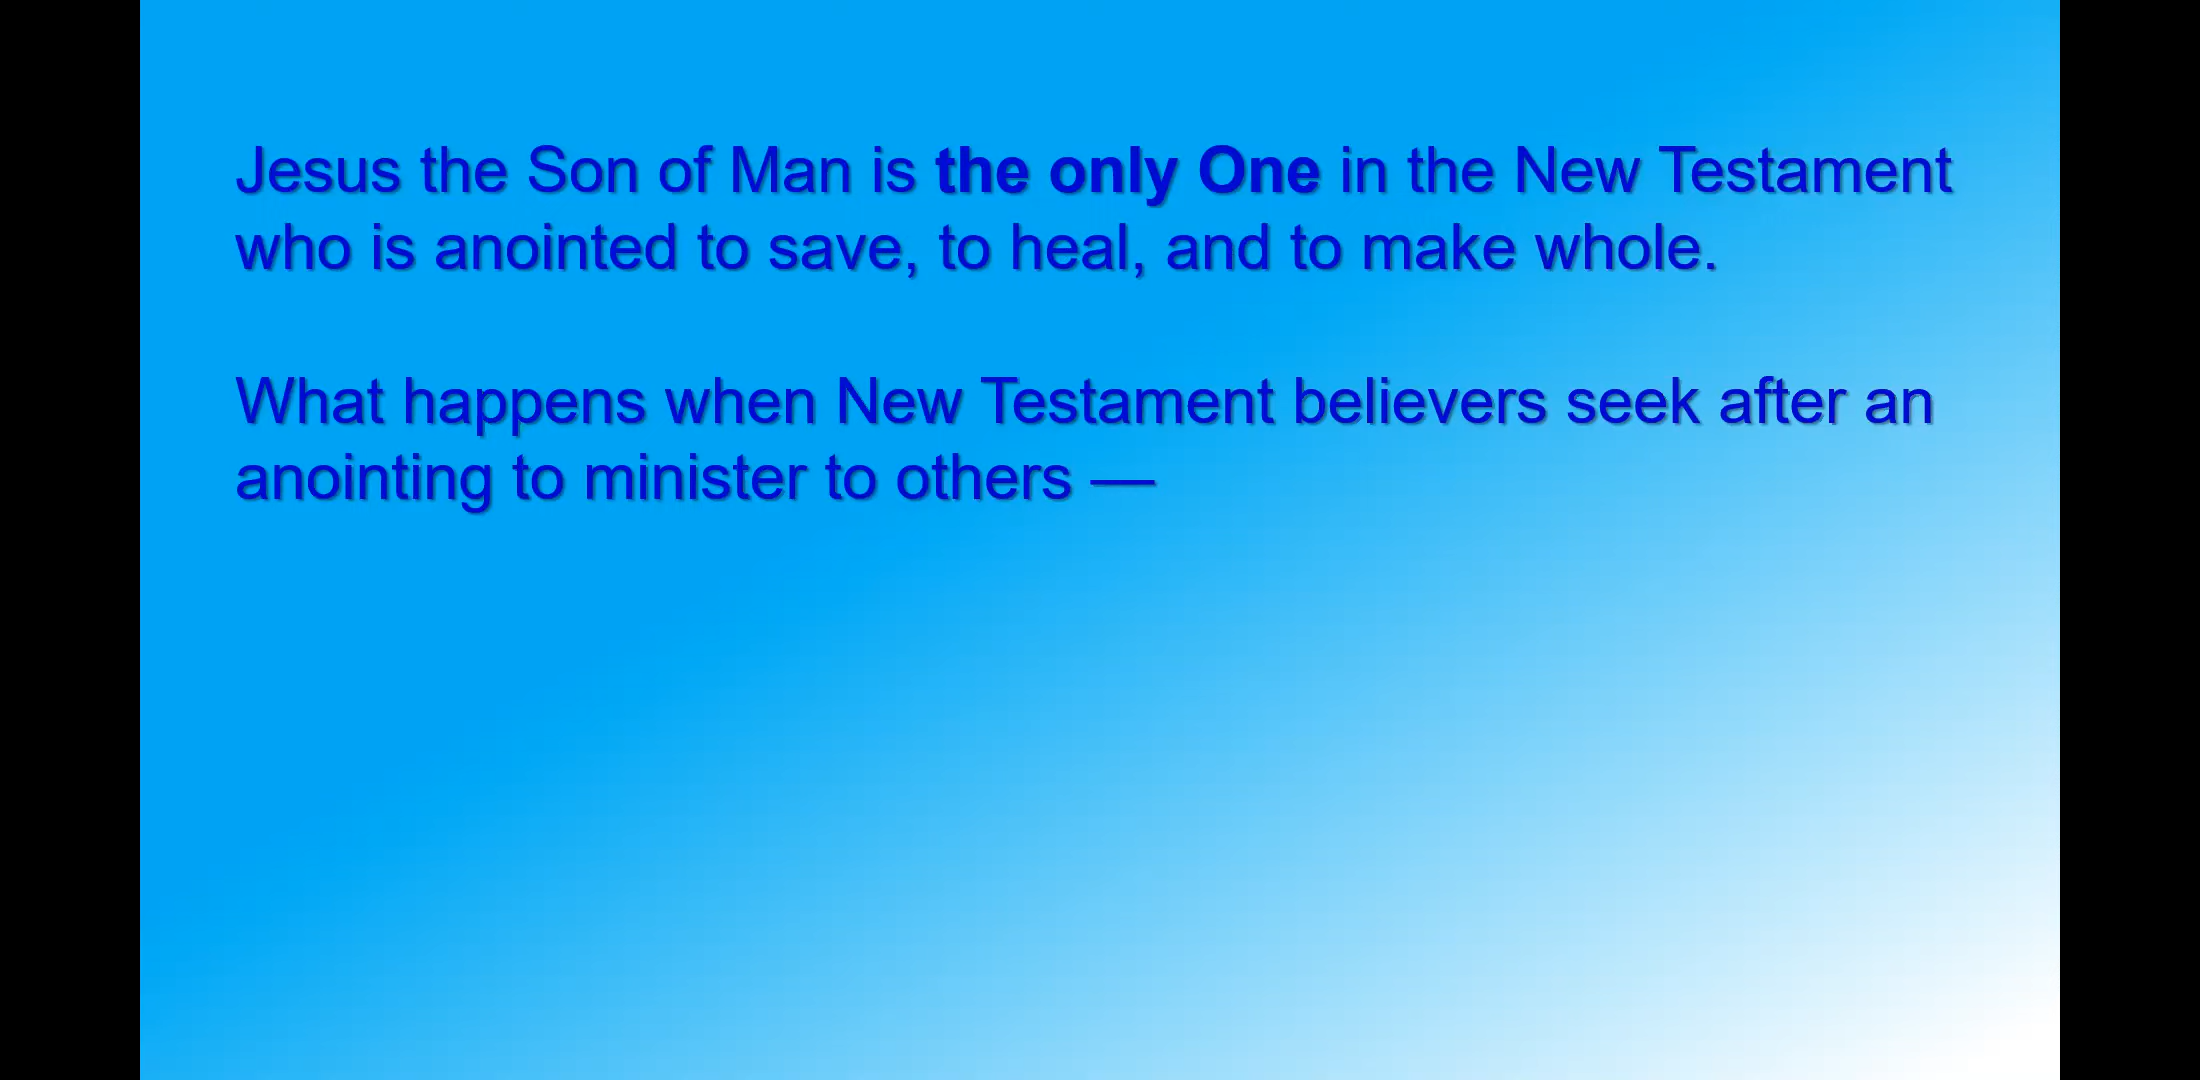 Jesus the Son of Man is the only One in the New Testament
who is anointed to save, to heal, and to make whole.
What happens when New Testament believers seek after an
anointing to minister to others —